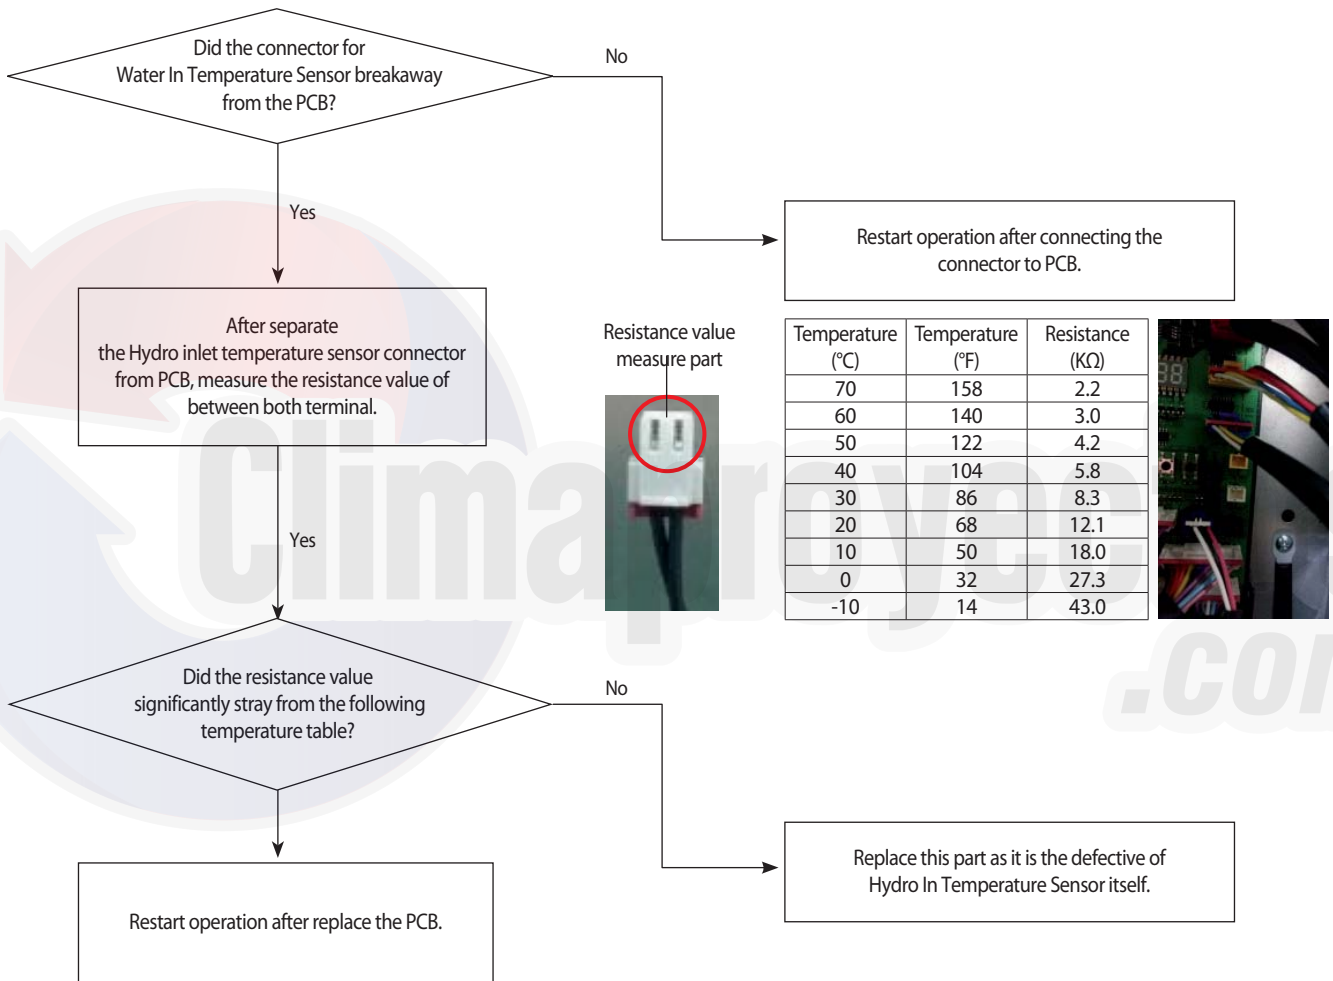 Did the connector for
Water In Temperature Sensor breakaway
from the PCB?
No
Yes
Restart operation after connecting the
connector to PCB.
After separate
the Hydro inlet temperature sensor connector
from PCB, measure the resistance value of
between both terminal.
Resistance value
measure part
Temperature (°C) Temperature (°F) Resistance (KΩ)
70 158 2.2
60 140 3.0
50 122 4.2
40 104 5.8
30 86 8.3
20 68 12.1
10 50 18.0
0 32 27.3
-10 14 43.0
38
Yes
Climaproyec
.com
Did the resistance value
significantly stray from the following
temperature table?
No
Replace this part as it is the defective of
Hydro In Temperature Sensor itself.
Restart operation after replace the PCB.